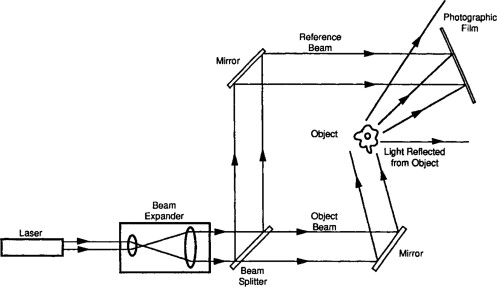 Photographic
Film
Reference
Beam
Mirror
Object
Light Reflected
from Object
Beam
Expander
Object
Beam
Laser
Mirror
Beam
Splitter